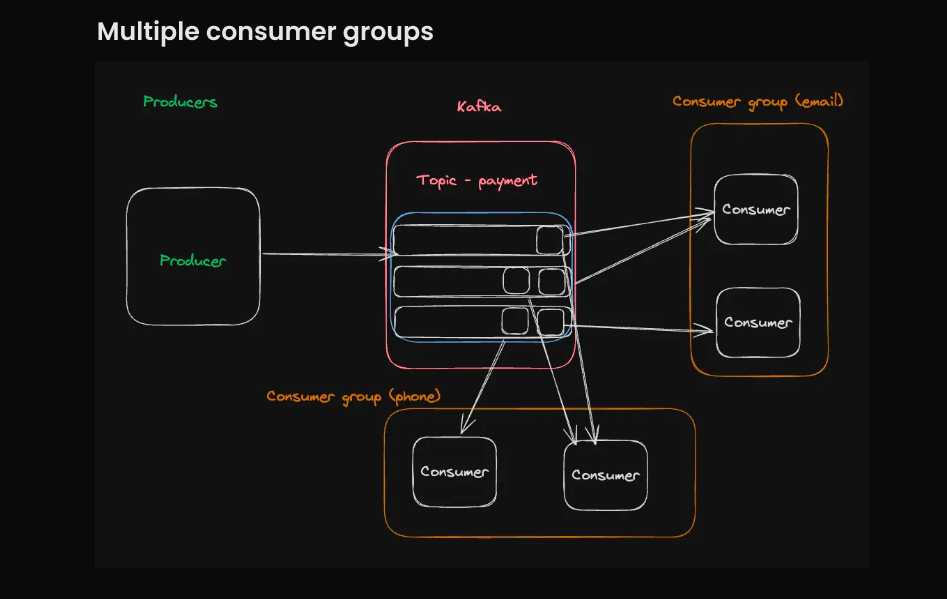 Multiple consumer groups
Producers
Kafka
Consumer group (email)
Topic - payment
Consumer
Producer
Consumer
Consumer group (phone)
Consumer
Consumer